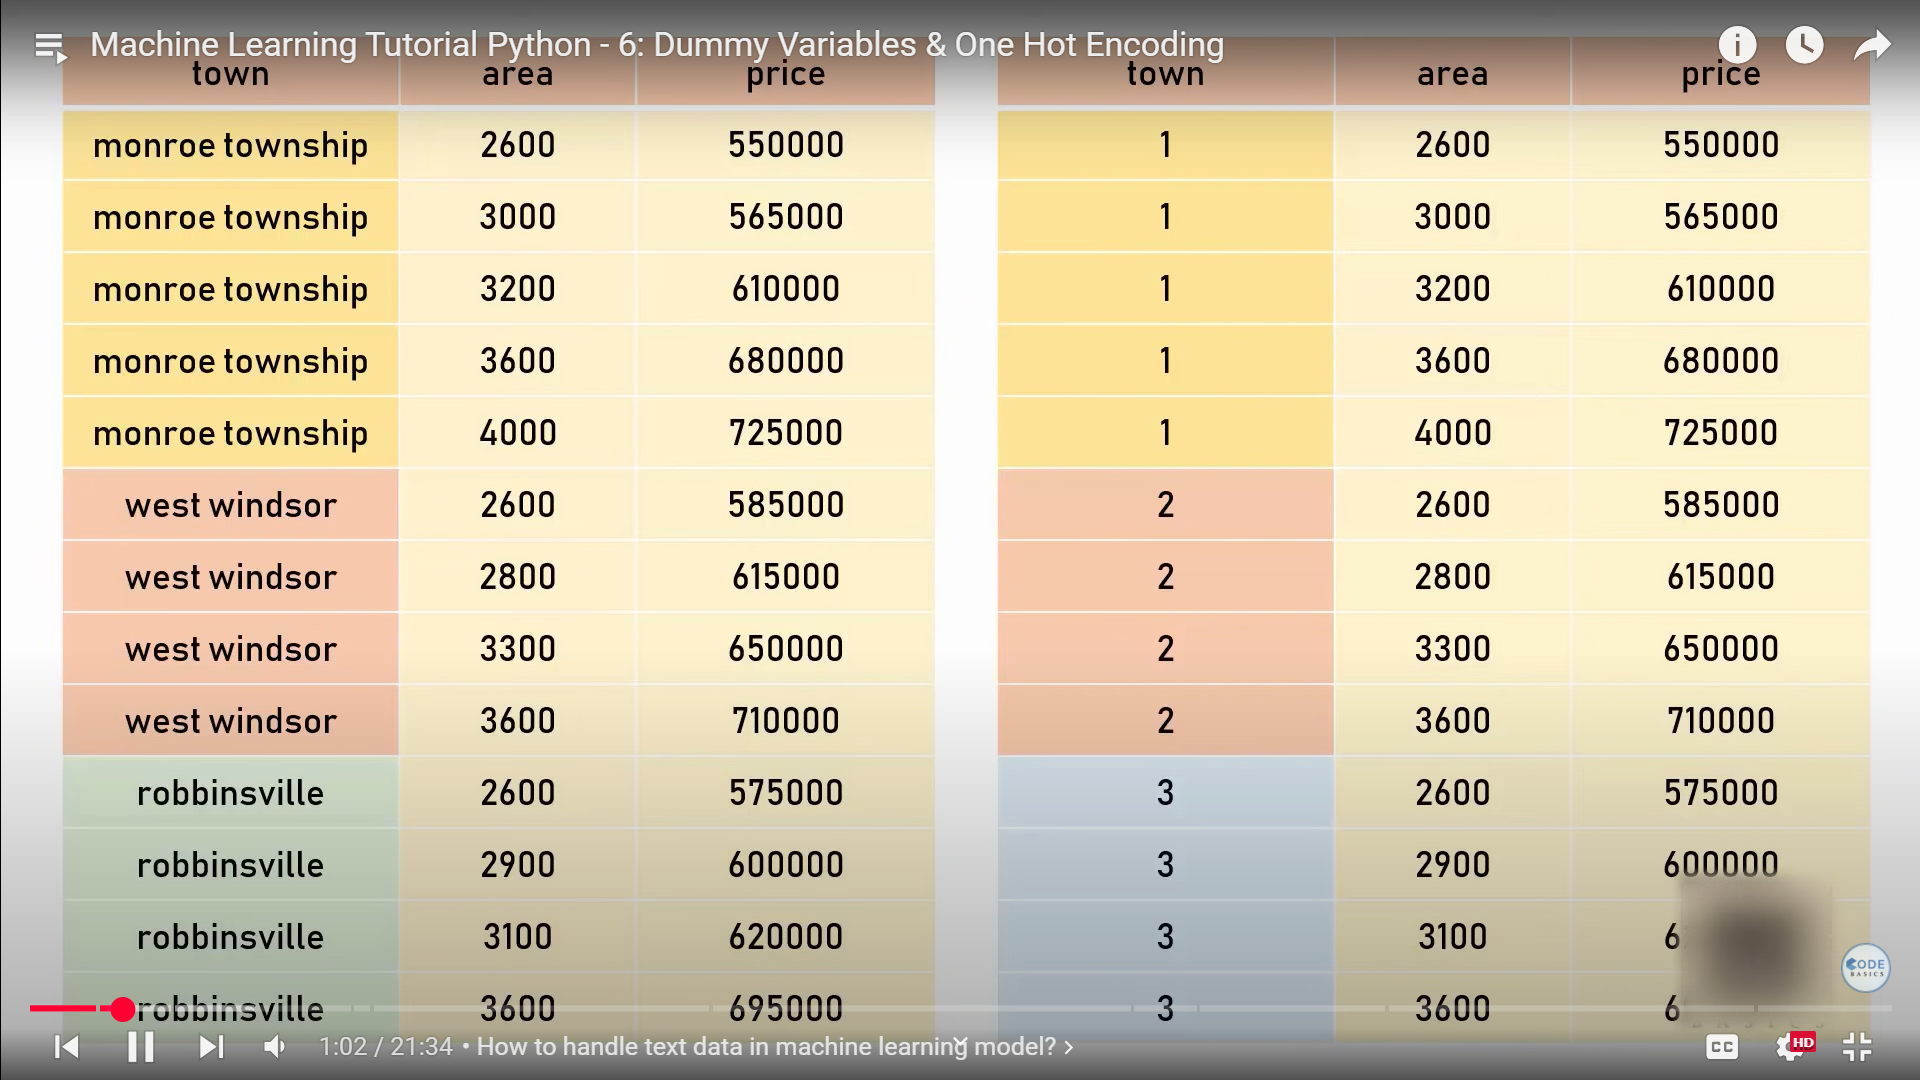 Machine Learning Tutorial Python - 6: Dummy Variables & One Hot Encoding
town area price town area price
monroe township 2600 550000 1 2600 550000
monroe township 3000 565000 1 3000 565000
monroe township 3200 610000 1 3200 610000
monroe township 3600 680000 1 3600 680000
monroe township 4000 725000 1 4000 725000
west windsor 2600 585000 2 2600 585000
west windsor 2800 615000 2 2800 615000
west windsor 3300 650000 2 3300 650000
west windsor 3600 710000 2 3600 710000
robbinsville 2600 575000 3 2600 575000
robbinsville 2900 600000 3 2900 600000
robbinsville 3100 620000 3 3100 6
CODE
BASICS
robbinsville 3600 695000 3 3600 6
1:02 / 21:34 • How to handle text data in machine learning model? CC HD